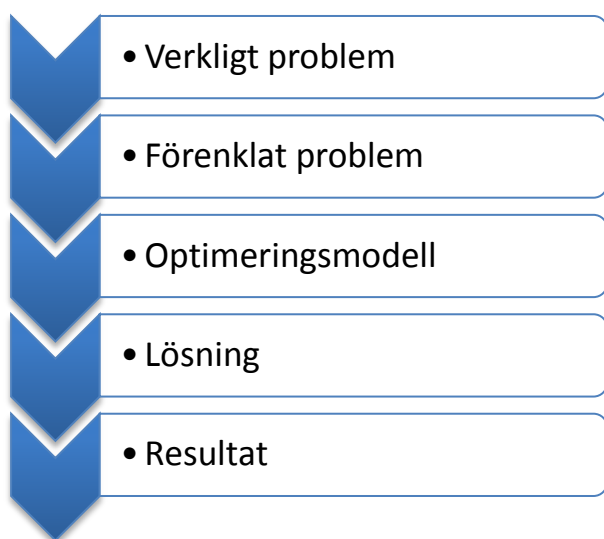 • Verkligt problem
• Förenklat problem
• Optimeringsmodell
• Lösning
• Resultat